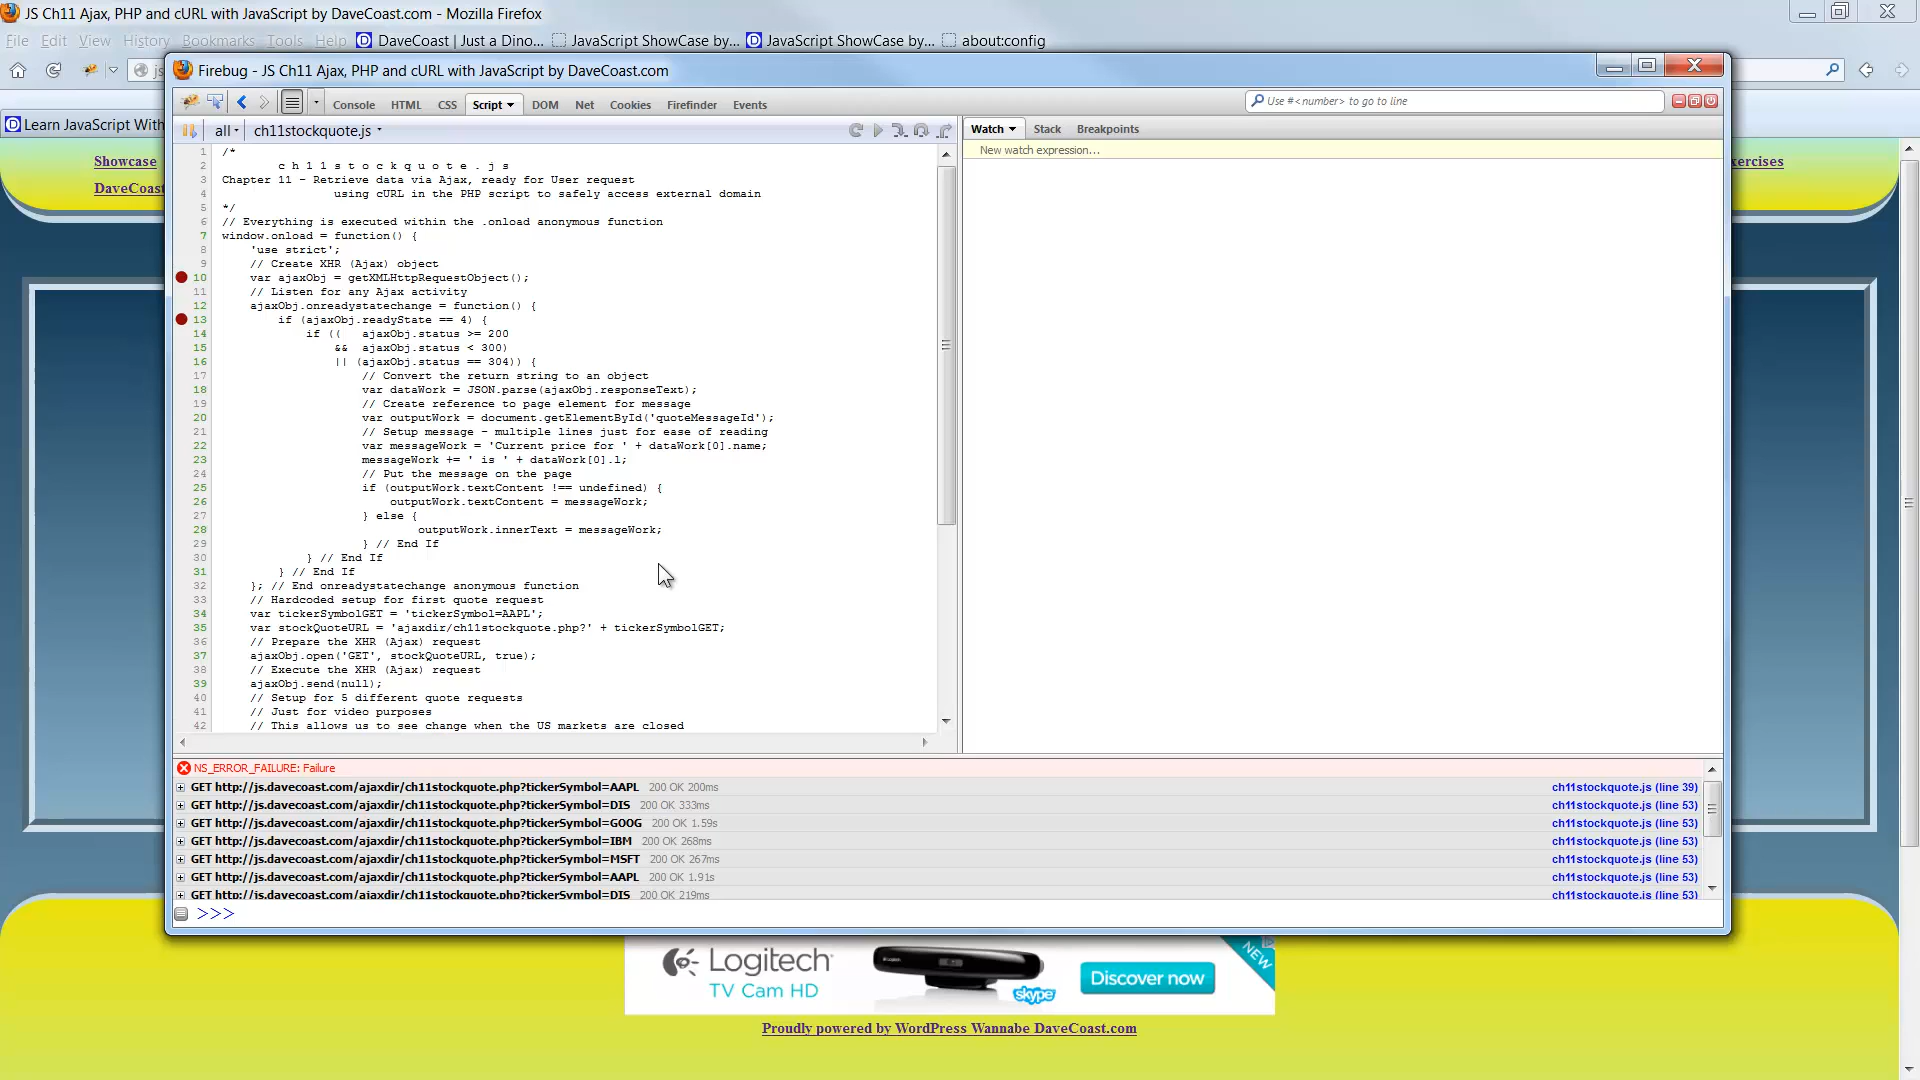 JS Ch11 Ajax, PHP and cURL with JavaScript by DaveCoast.com - Mozilla Firefox
File Edit View History Bookmarks Tools Help DaveCoast | Just a Dino... JavaScript ShowCase by... JavaScript ShowCase by... about:config
Firebug - JS Ch11 Ajax, PHP and cURL with JavaScript by DaveCoast.com
js
Console HTML CSS Script DOM Net Cookies Firefinder Events Use #<number> to go to line
Learn JavaScript With
all ch11stockquote.js Watch Stack Breakpoints
New watch expression...
Showcase
DaveCoast
xercises
1 /*
2 c h 1 1 s t o c k q u o t e . j s
3 Chapter 11 - Retrieve data via Ajax, ready for User request
4 using cURL in the PHP script to safely access external domain
5 */
6 // Everything is executed within the .onload anonymous function
7 window.onload = function() {
8 'use strict';
9 // Create XHR (Ajax) object
10 var ajaxObj = getXMLHttpRequestObject();
11 // Listen for any Ajax activity
12 ajaxObj.onreadystatechange = function() {
13 if (ajaxObj.readyState == 4) {
14 if (( ajaxObj.status >= 200
15 && ajaxObj.status < 300)
16 || (ajaxObj.status == 304)) {
17 // Convert the return string to an object
18 var dataWork = JSON.parse(ajaxObj.responseText);
19 // Create reference to page element for message
20 var outputWork = document.getElementById('quoteMessageId');
21 // Setup message - multiple lines just for ease of reading
22 var messageWork = 'Current price for ' + dataWork[0].name;
23 messageWork += ' is ' + dataWork[0].l;
24 // Put the message on the page
25 if (outputWork.textContent !== undefined) {
26 outputWork.textContent = messageWork;
27 } else {
28 outputWork.innerText = messageWork;
29 } // End If
30 } // End If
31 } // End If
32 }; // End onreadystatechange anonymous function
33 // Hardcoded setup for first quote request
34 var tickerSymbolGET = 'tickerSymbol=AAPL';
35 var stockQuoteURL = 'ajaxdir/ch11stockquote.php?' + tickerSymbolGET;
36 // Prepare the XHR (Ajax) request
37 ajaxObj.open('GET', stockQuoteURL, true);
38 // Execute the XHR (Ajax) request
39 ajaxObj.send(null);
40 // Setup for 5 different quote requests
41 // Just for video purposes
42 // This allows us to see change when the US markets are closed
NS_ERROR_FAILURE: Failure
GET http://js.davecoast.com/ajaxdir/ch11stockquote.php?tickerSymbol=AAPL 200 OK 200ms ch11stockquote.js (line 39)
GET http://js.davecoast.com/ajaxdir/ch11stockquote.php?tickerSymbol=DIS 200 OK 333ms ch11stockquote.js (line 53)
GET http://js.davecoast.com/ajaxdir/ch11stockquote.php?tickerSymbol=GOOG 200 OK 1.59s ch11stockquote.js (line 53)
GET http://js.davecoast.com/ajaxdir/ch11stockquote.php?tickerSymbol=IBM 200 OK 268ms ch11stockquote.js (line 53)
GET http://js.davecoast.com/ajaxdir/ch11stockquote.php?tickerSymbol=MSFT 200 OK 267ms ch11stockquote.js (line 53)
GET http://js.davecoast.com/ajaxdir/ch11stockquote.php?tickerSymbol=AAPL 200 OK 1.91s ch11stockquote.js (line 53)
GET http://js.davecoast.com/ajaxdir/ch11stockquote.php?tickerSymbol=DIS 200 OK 219ms ch11stockquote.js (line 53)
>>>
Logitech
TV Cam HD
skype
Discover now
NEW
Proudly powered by WordPress Wannabe DaveCoast.com